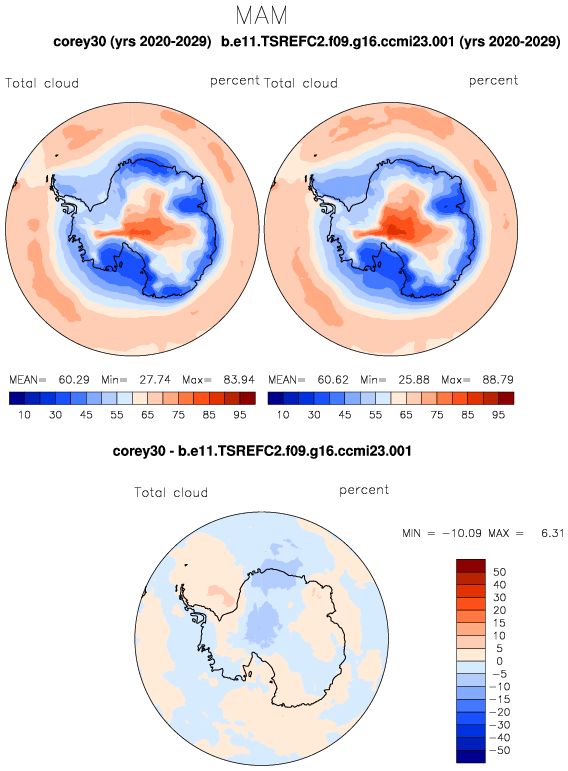 MAM
corey30 (yrs 2020-2029) b.e11.TSREFC2.f09.g16.ccmi23.001 (yrs 2020-2029)
Total cloud percent Total cloud percent
MEAN= 60.29 Min= 27.74 Max= 83.94 MEAN= 60.62 Min= 25.88 Max= 88.79
10 30 45 55 65 75 85 95 10 30 45 55 65 75 85 95
corey30 - b.e11.TSREFC2.f09.g16.ccmi23.001
Total cloud percent
MIN = -10.09 MAX = 6.31
50
40
30
20
15
10
5
0
-5
-10
-15
-20
-30
-40
-50